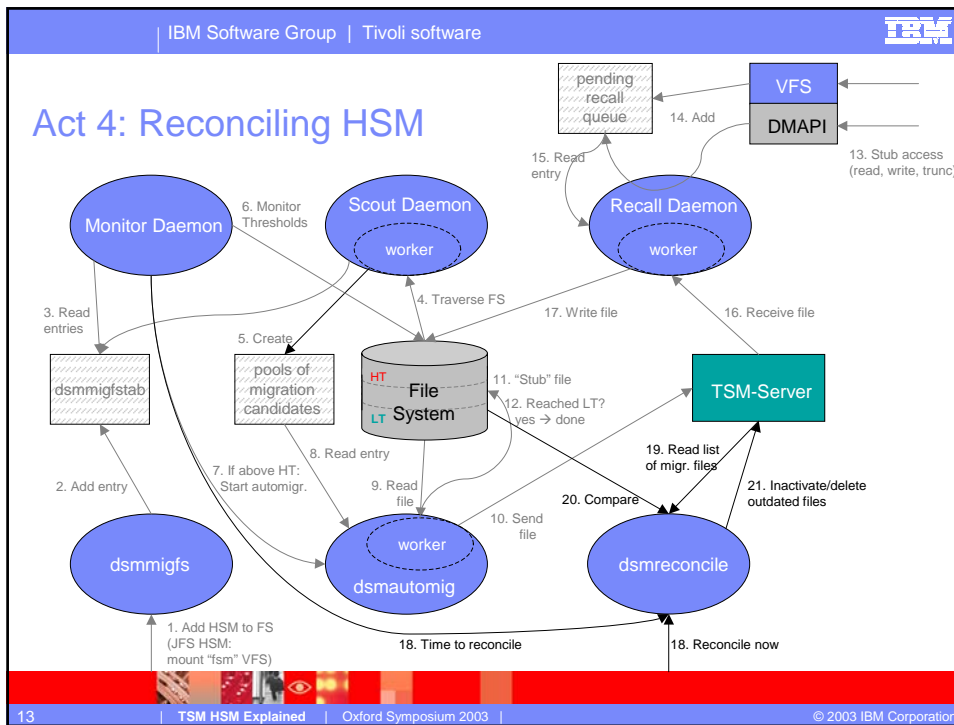 IBM Software Group | Tivoli software
IBM
Act 4: Reconciling HSM
pending
recall
queue
VFS
DMAPI
14. Add
13. Stub access
(read, write, trunc)
15. Read
entry
6. Monitor
Thresholds
Monitor Daemon
Scout Daemon
worker
Recall Daemon
worker
3. Read
entries
4. Traverse FS
5. Create
17. Write file
16. Receive file
dsmmigfstab
pools of
migration
candidates
HT
LT
File
System
11. "Stub" file
12. Reached LT?
yes → done
TSM-Server
2. Add entry
7. If above HT:
Start automigr.
8. Read entry
9. Read
file
10. Send
file
19. Read list
of migr. files
20. Compare
21. Inactivate/delete
outdated files
dsmmigfs
worker
dsmautomig
dsmreconcile
1. Add HSM to FS
(JFS HSM:
mount "fsm" VFS)
18. Time to reconcile
18. Reconcile now
13 | TSM HSM Explained | Oxford Symposium 2003 | © 2003 IBM Corporation